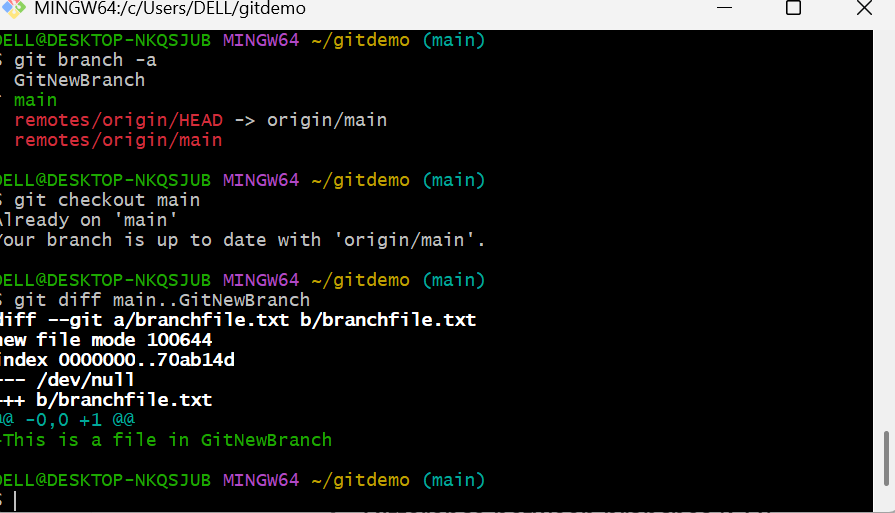 MINGW64:/c/Users/DELL/gitdemo
DELL@DESKTOP-NKQSJUB MINGW64 ~/gitdemo (main)
$ git branch -a
GitNewBranch
* main
remotes/origin/HEAD -> origin/main
remotes/origin/main
DELL@DESKTOP-NKQSJUB MINGW64 ~/gitdemo (main)
$ git checkout main
Already on 'main'
Your branch is up to date with 'origin/main'.
DELL@DESKTOP-NKQSJUB MINGW64 ~/gitdemo (main)
$ git diff main..GitNewBranch
diff --git a/branchfile.txt b/branchfile.txt
new file mode 100644
index 0000000..70ab14d
--- /dev/null
+++ b/branchfile.txt
@@ -0,0 +1 @@
+This is a file in GitNewBranch
DELL@DESKTOP-NKQSJUB MINGW64 ~/gitdemo (main)
$